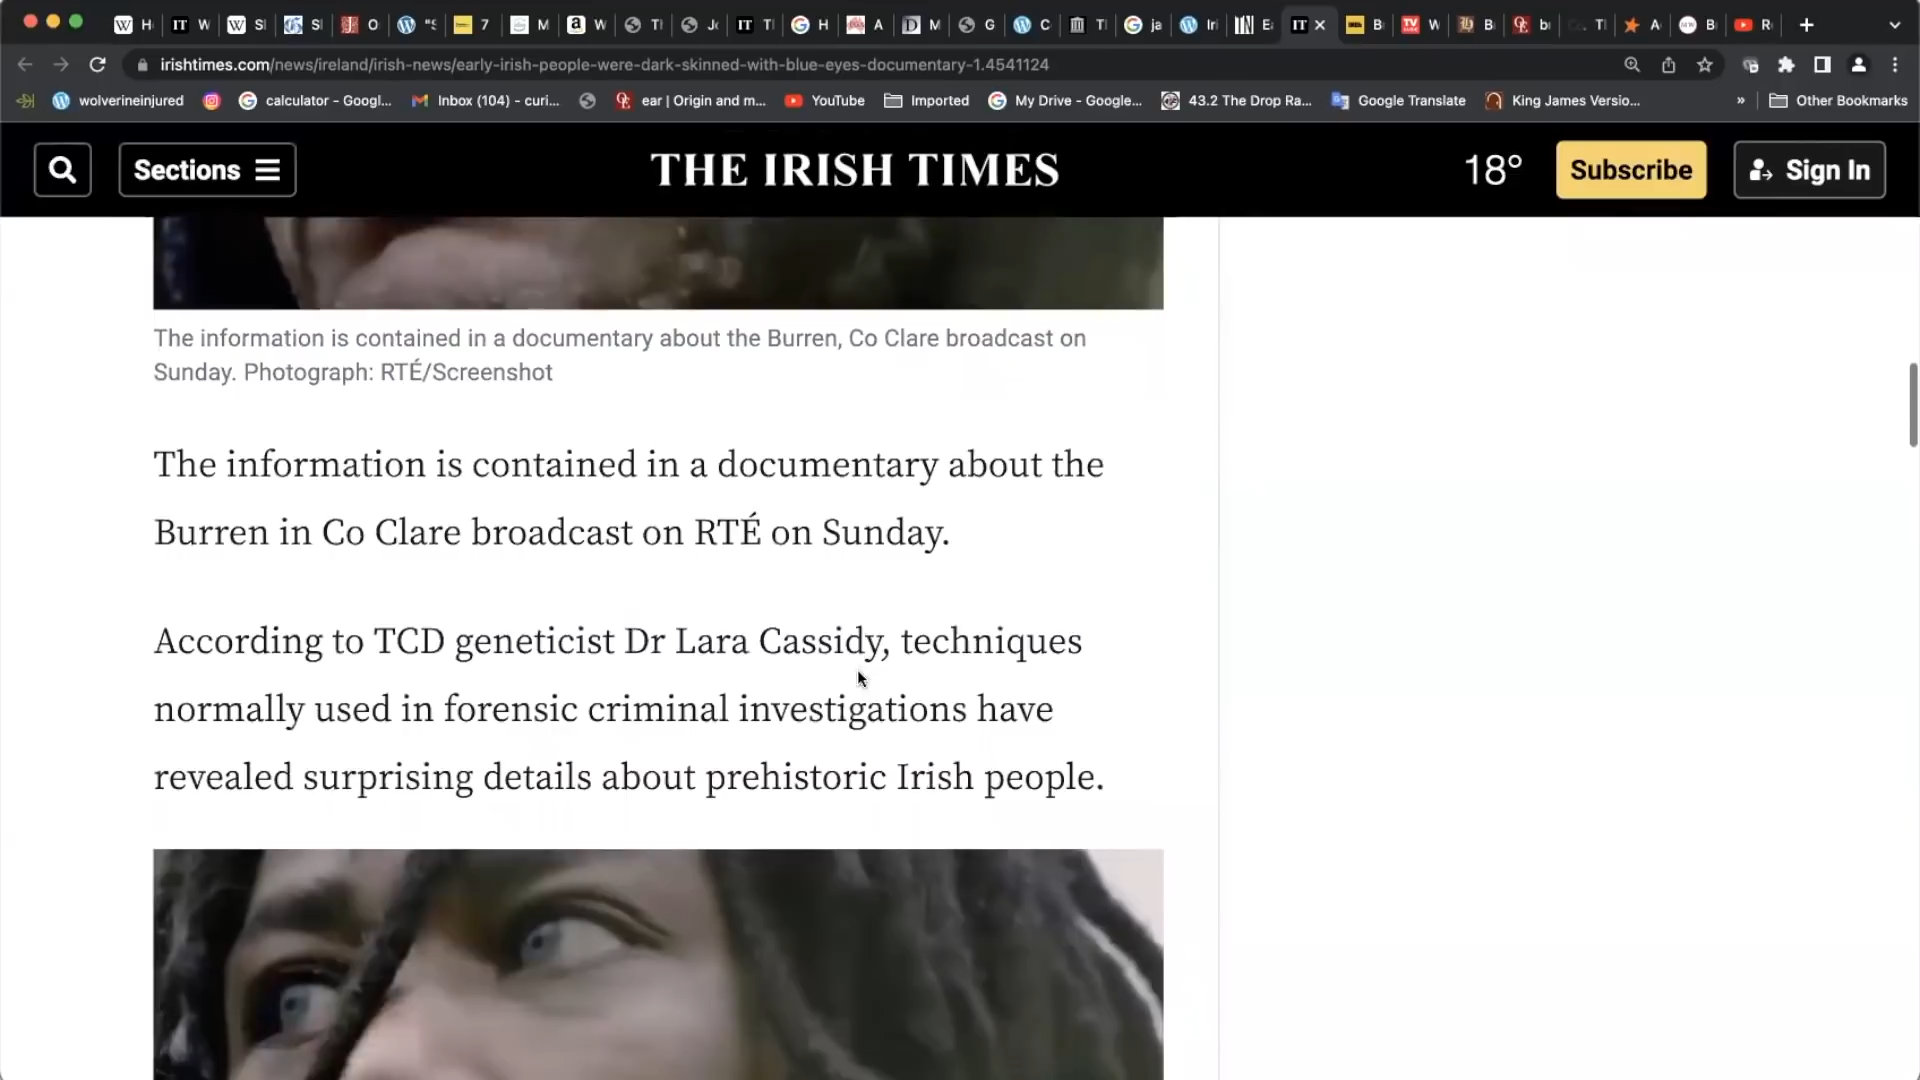 H
W
S
S
O
"S
7
M
W
T
J
T
H
A
M
G
C
T
ja
Iri
E
B
W
B
b
T
A
B
R
irishtimes.com/news/ireland/irish-news/early-irish-people-were-dark-skinned-with-blue-eyes-documentary-1.4541124
wolverineinjured
calculator - Googl...
Inbox (104) - curi...
ear | Origin and m...
YouTube
Imported
My Drive - Google...
43.2 The Drop Ra...
Google Translate
King James Versio...
»
Other Bookmarks
Sections
THE IRISH TIMES
18°
Subscribe
Sign In
The information is contained in a documentary about the Burren, Co Clare broadcast on
Sunday. Photograph: RTÉ/Screenshot
The information is contained in a documentary about the
Burren in Co Clare broadcast on RTÉ on Sunday.
According to TCD geneticist Dr Lara Cassidy, techniques
normally used in forensic criminal investigations have
revealed surprising details about prehistoric Irish people.